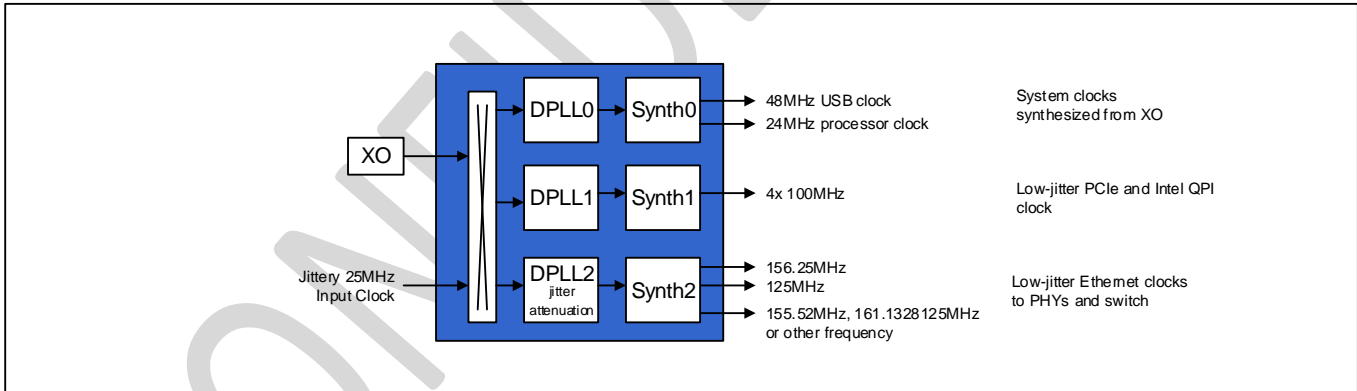 XO
Jittery 25MHz
Input Clock
DPLL0
Synth0
48MHz USB clock
24MHz processor clock
System clocks
synthesized from XO
DPLL1
Synth1
4x 100MHz
Low-jitter PCIe and Intel QPI
clock
DPLL2
jitter
attenuation
Synth2
156.25MHz
125MHz
155.52MHz, 161.1328125MHz
or other frequency
Low-jitter Ethernet clocks
to PHYs and switch